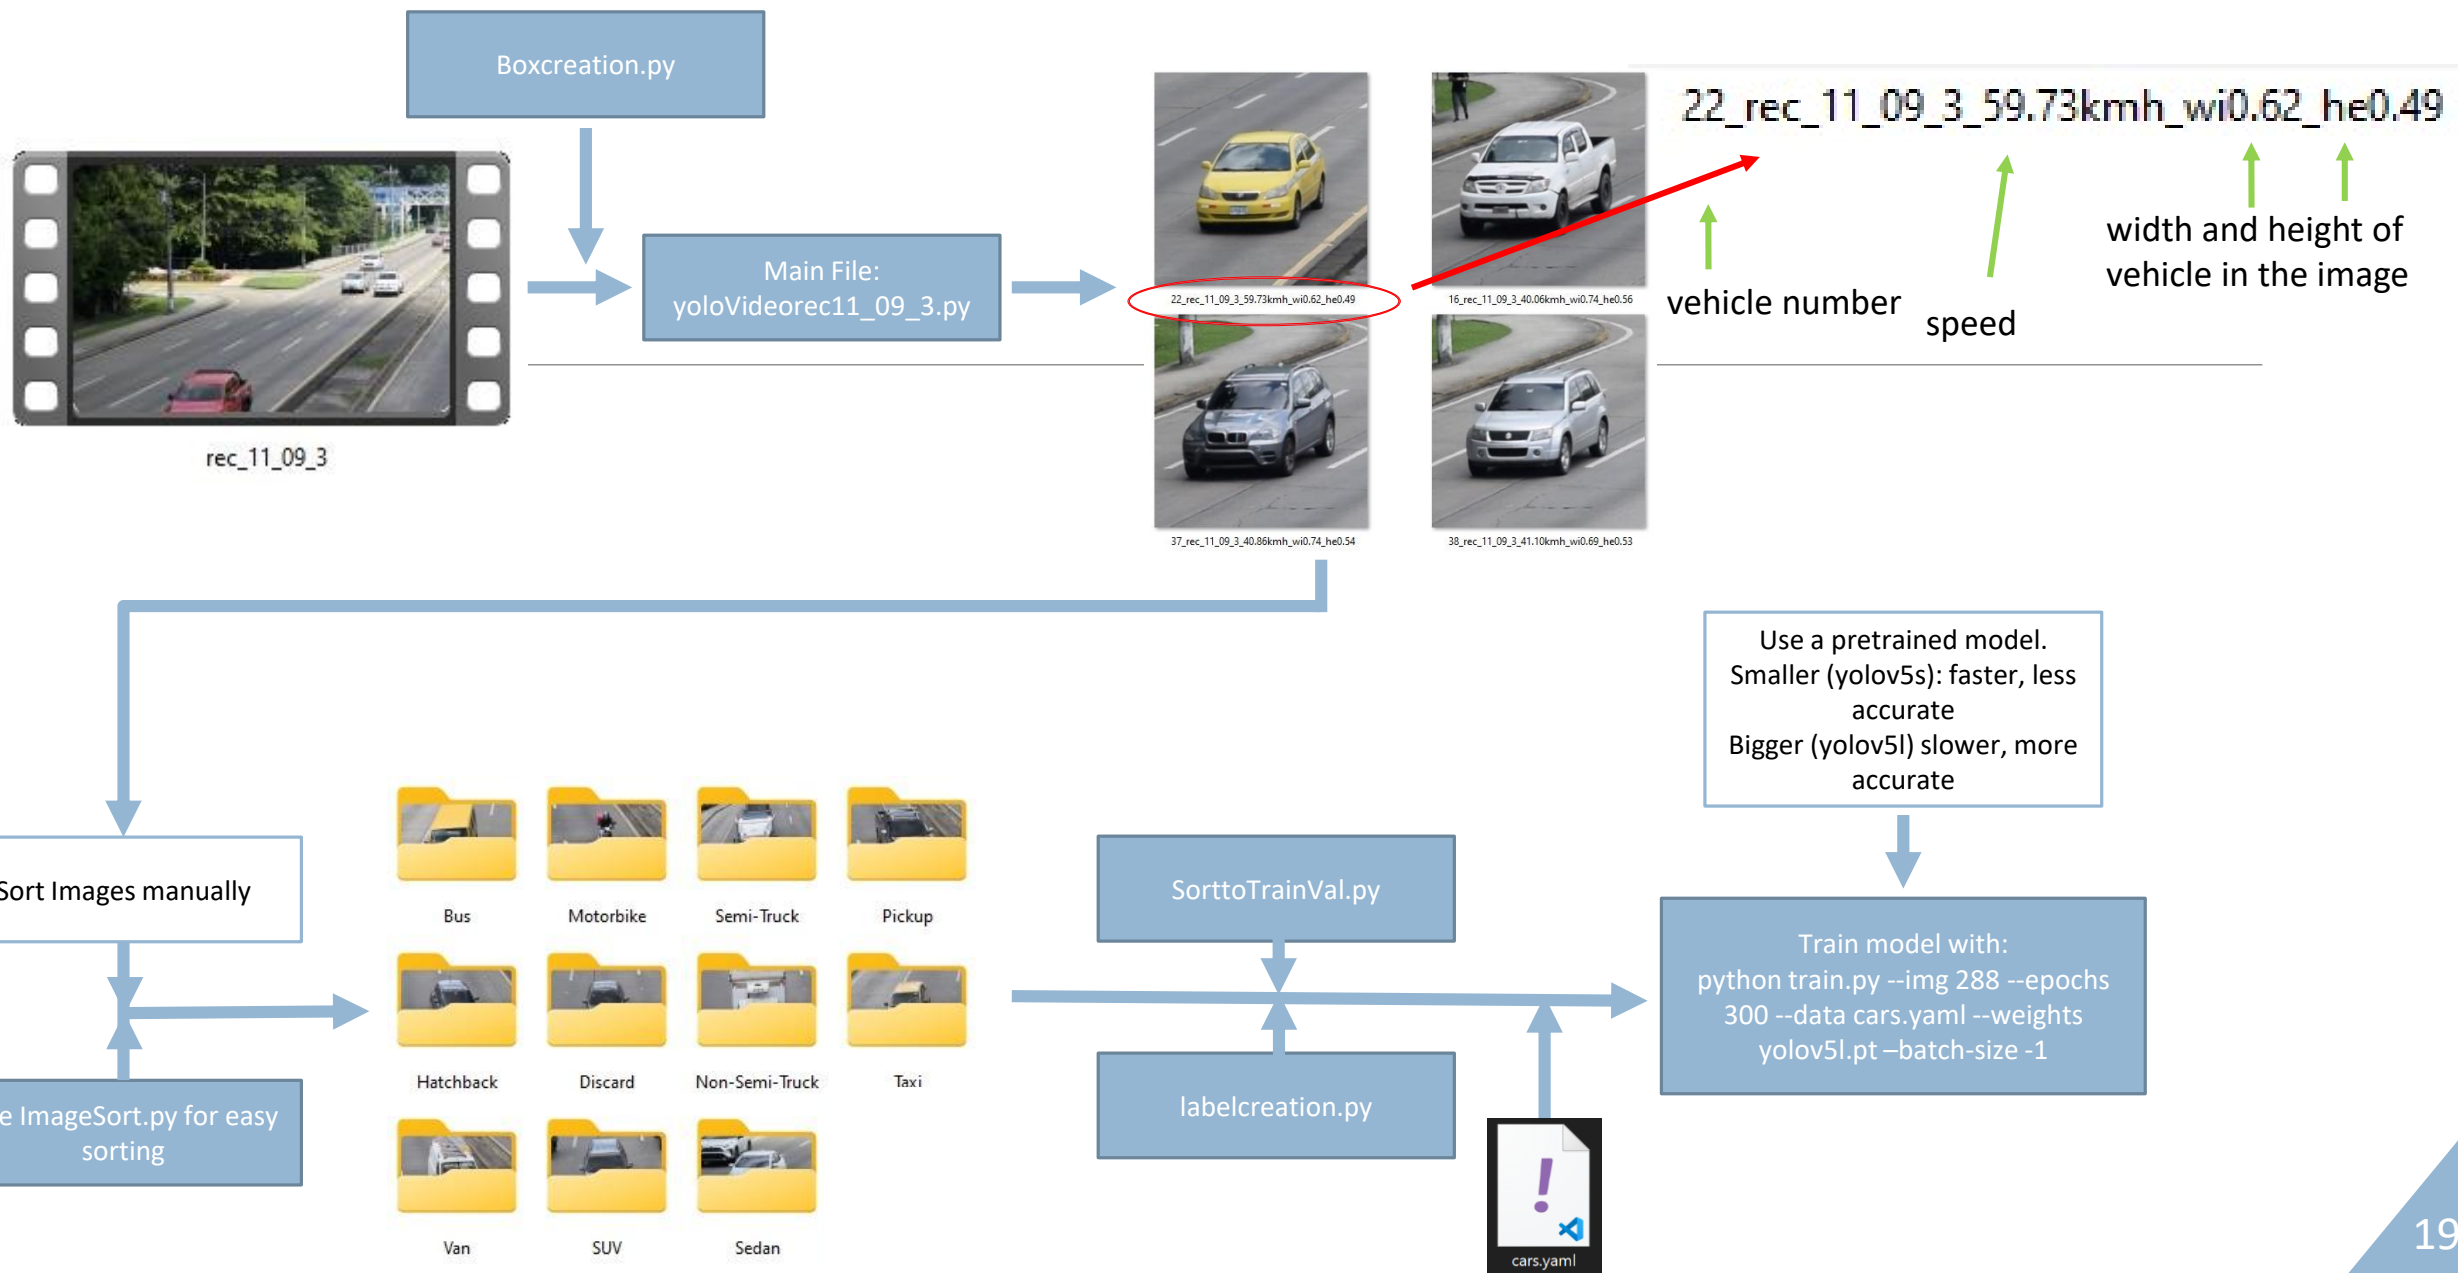 Boxcreation.py
22_rec_11_09_3_59.73kmh_wi0.62_he0.49
Main File:
yoloVideorec11_09_3.py
width and height of
vehicle in the image
vehicle number
speed
22_rec_11_09_3_59.73kmh_wi0.62_he0.49
16_rec_11_09_3_40.06kmh_wi0.74_he0.56
rec_11_09_3
37_rec_11_09_3_40.86kmh_wi0.74_he0.54
38_rec_11_09_3_41.10kmh_wi0.69_he0.53
Use a pretrained model.
Smaller (yolov5s): faster, less
accurate
Bigger (yolov5l) slower, more
accurate
Sort Images manually
e ImageSort.py for easy
sorting
Bus
Motorbike
Semi-Truck
Pickup
Hatchback
Discard
Non-Semi-Truck
Taxi
Van
SUV
Sedan
SorttoTrainVal.py
labelcreation.py
cars.yaml
Train model with:
python train.py --img 288 --epochs
300 --data cars.yaml --weights
yolov5l.pt –batch-size -1
19